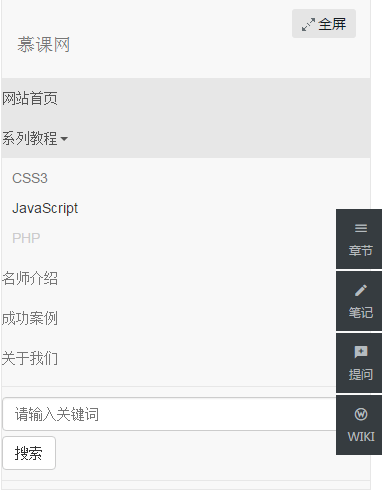 全屏
慕课网
网站首页
系列教程
CSS3
JavaScript
PHP
章节
名师介绍
笔记
成功案例
关于我们
提问
请输入关键词
WIKI
搜索